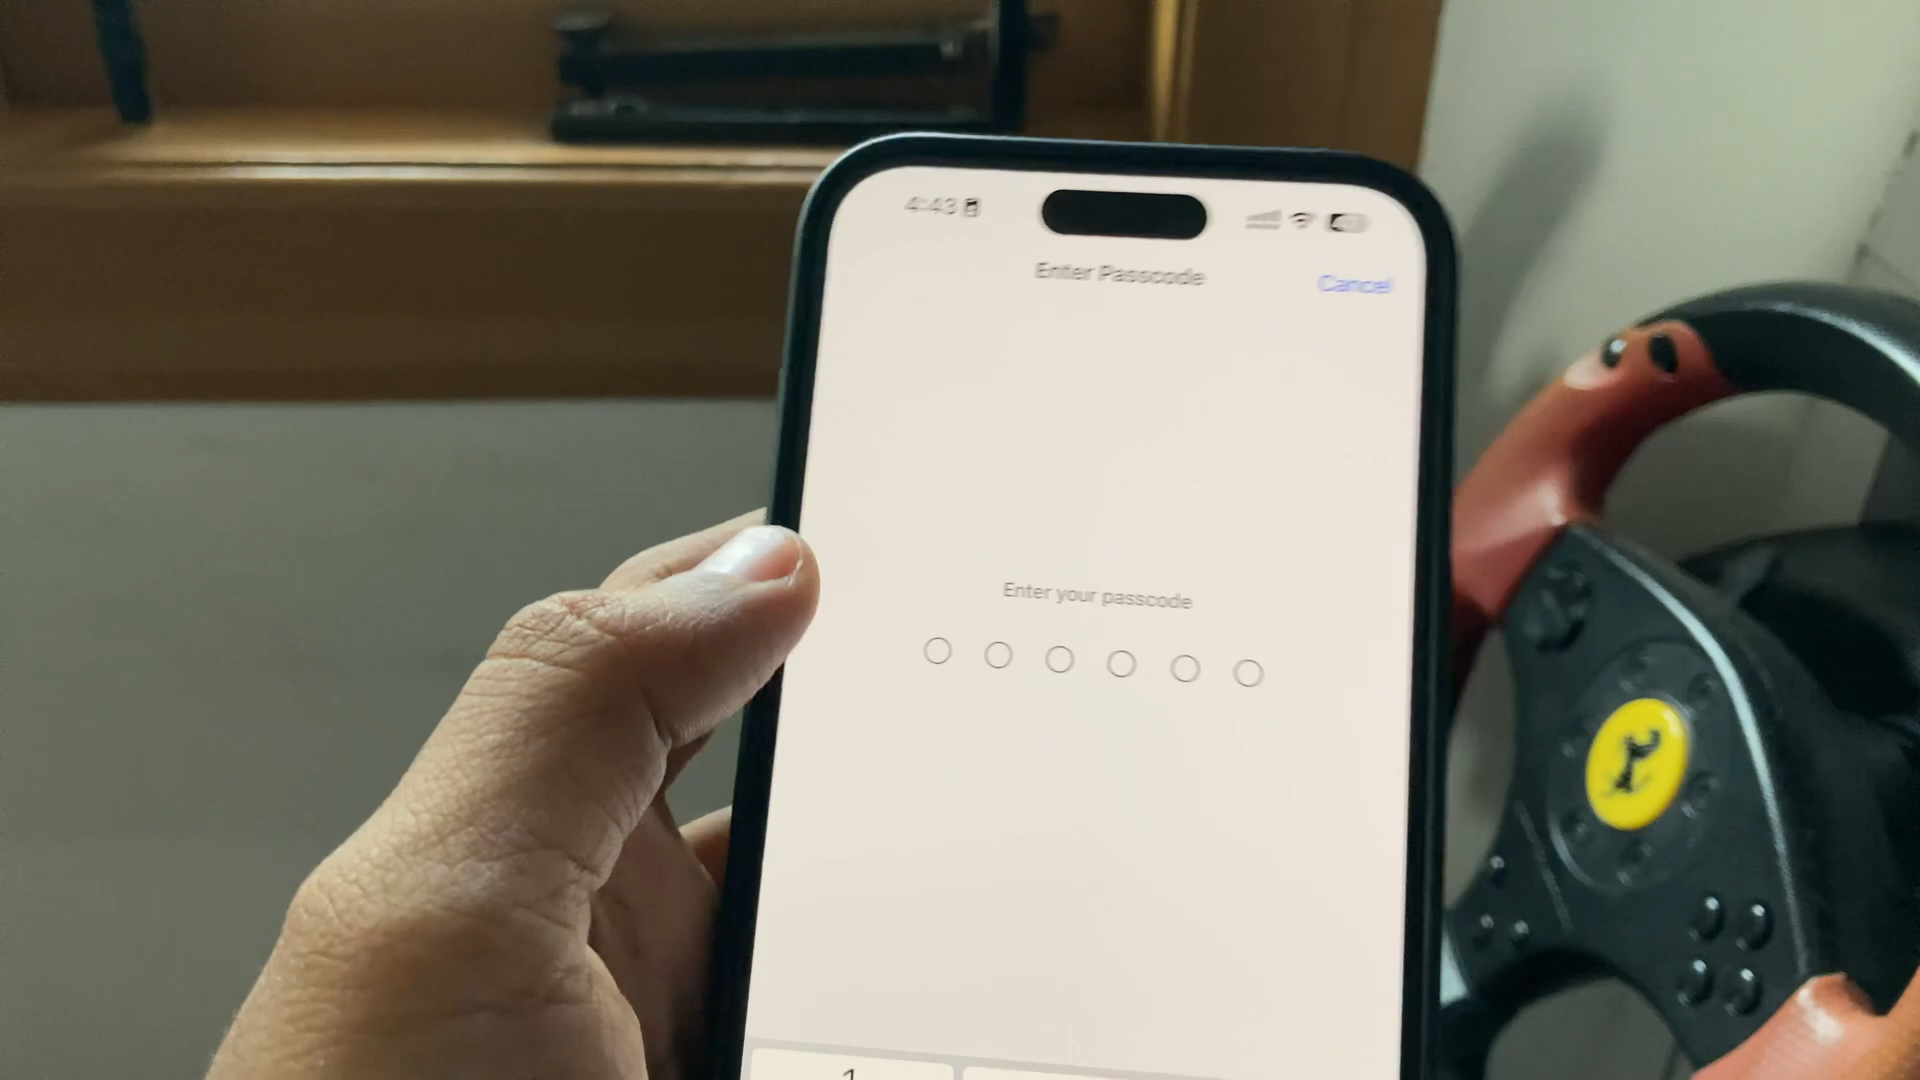 4:43
Enter Passcode
Cancel
Enter your passcode
1